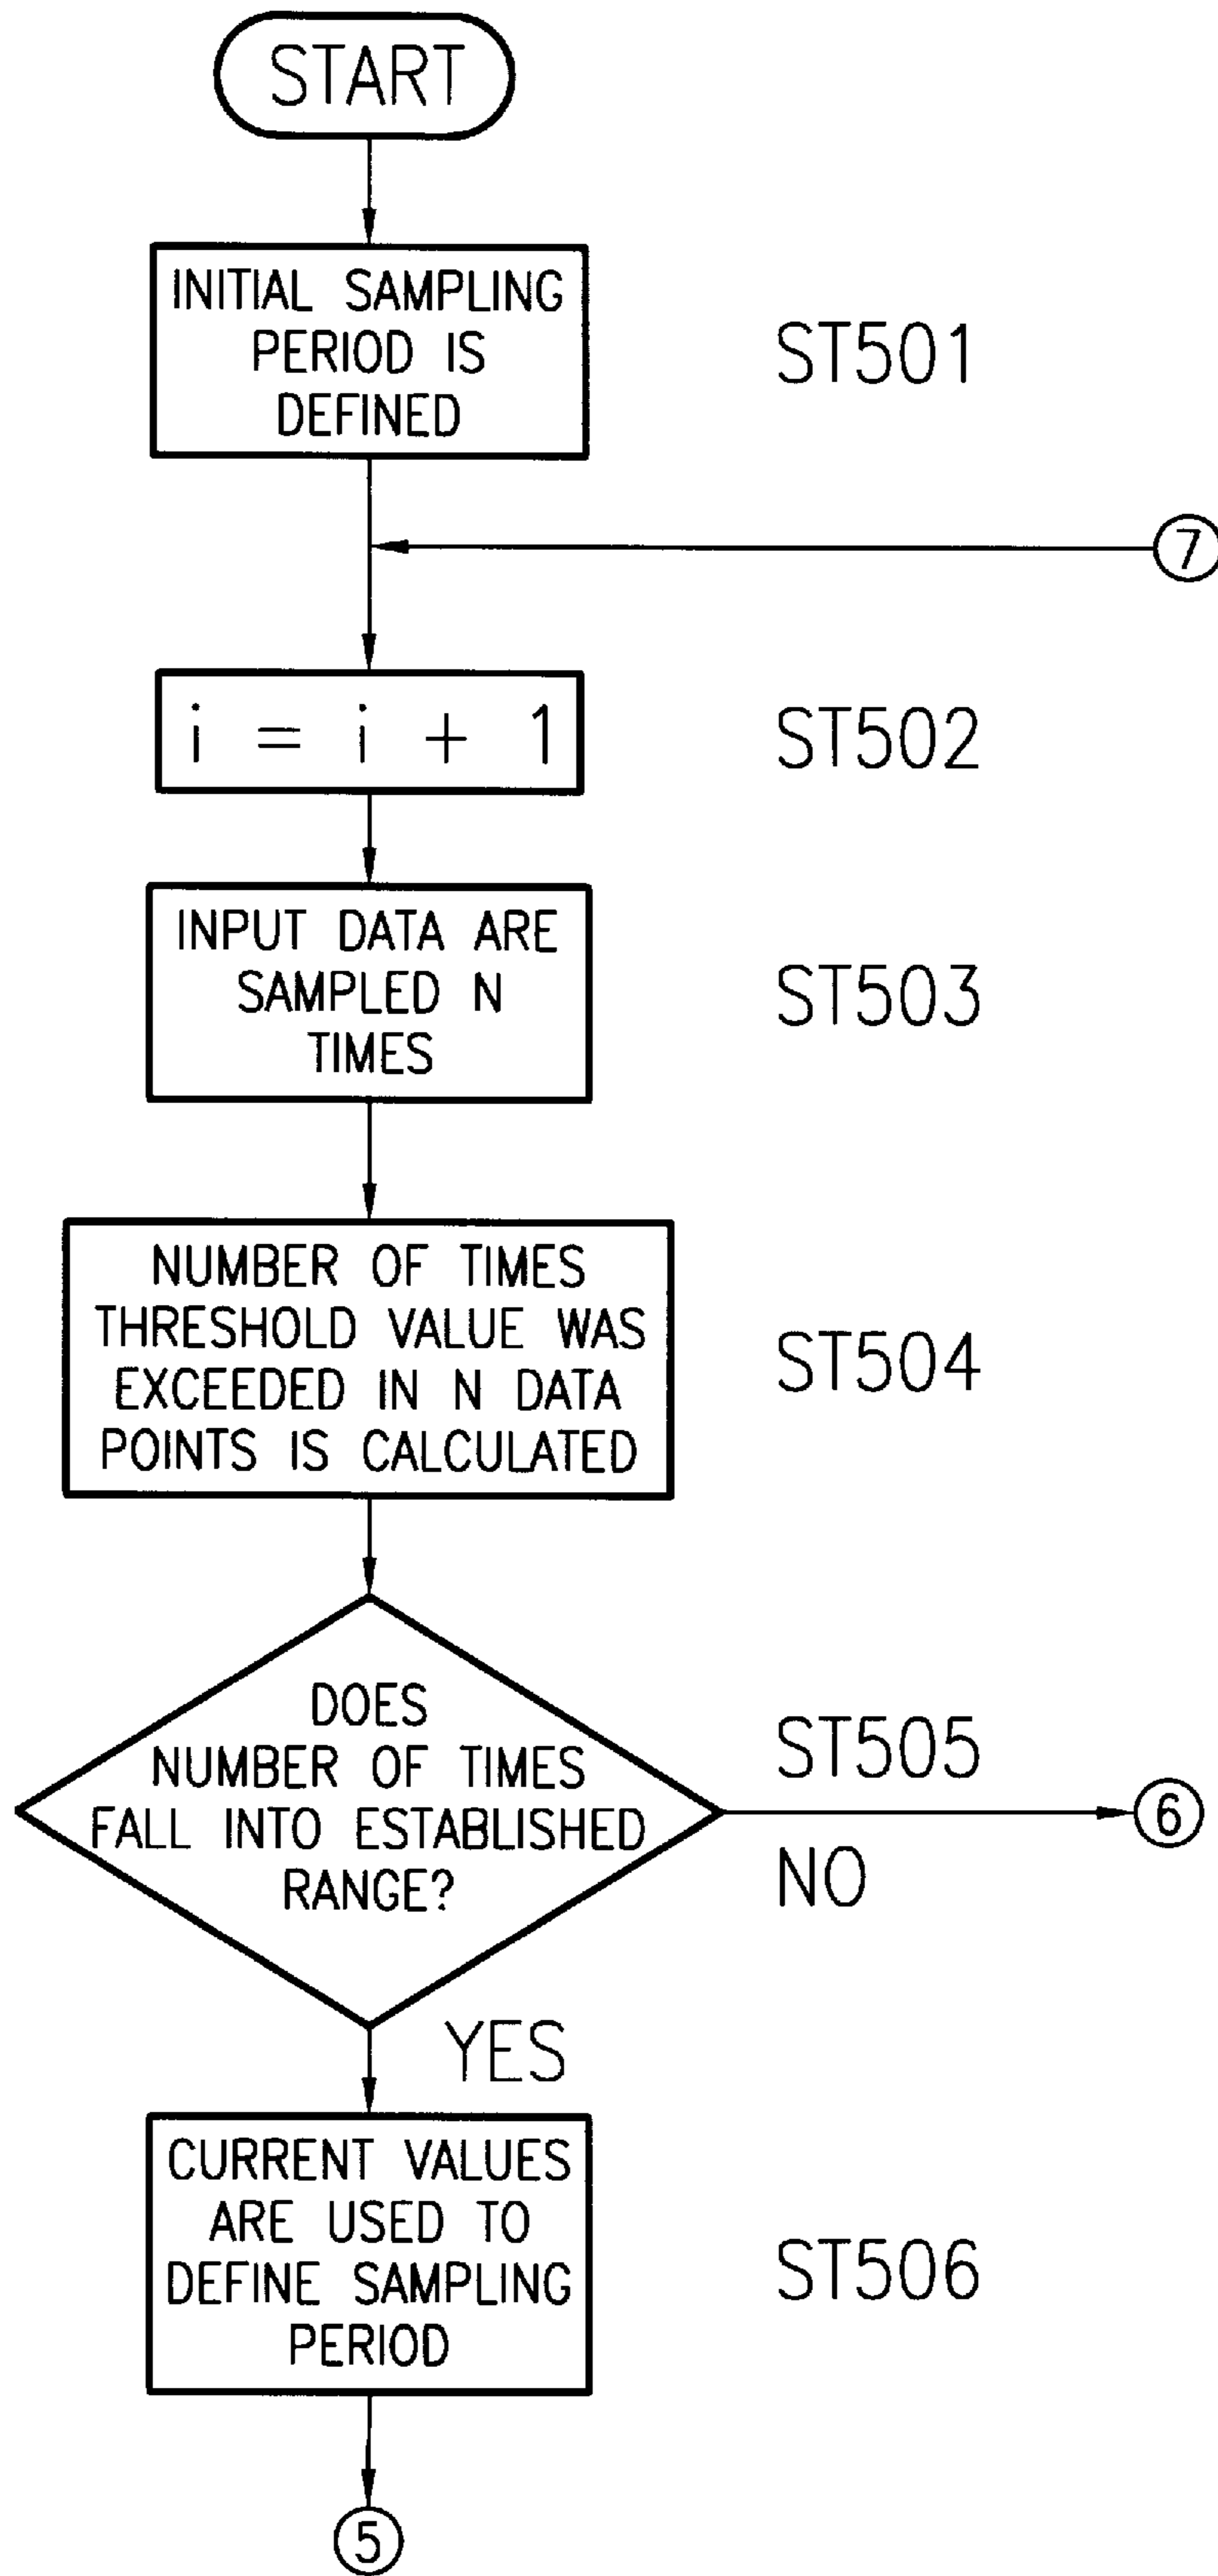 START
INITIAL SAMPLING
PERIOD IS
DEFINED
ST501
7
i = i + 1
ST502
INPUT DATA ARE
SAMPLED N
TIMES
ST503
NUMBER OF TIMES
THRESHOLD VALUE WAS
EXCEEDED IN N DATA
POINTS IS CALCULATED
ST504
DOES
NUMBER OF TIMES
FALL INTO ESTABLISHED
RANGE?
ST505
NO
6
YES
CURRENT VALUES
ARE USED TO
DEFINE SAMPLING
PERIOD
ST506
5